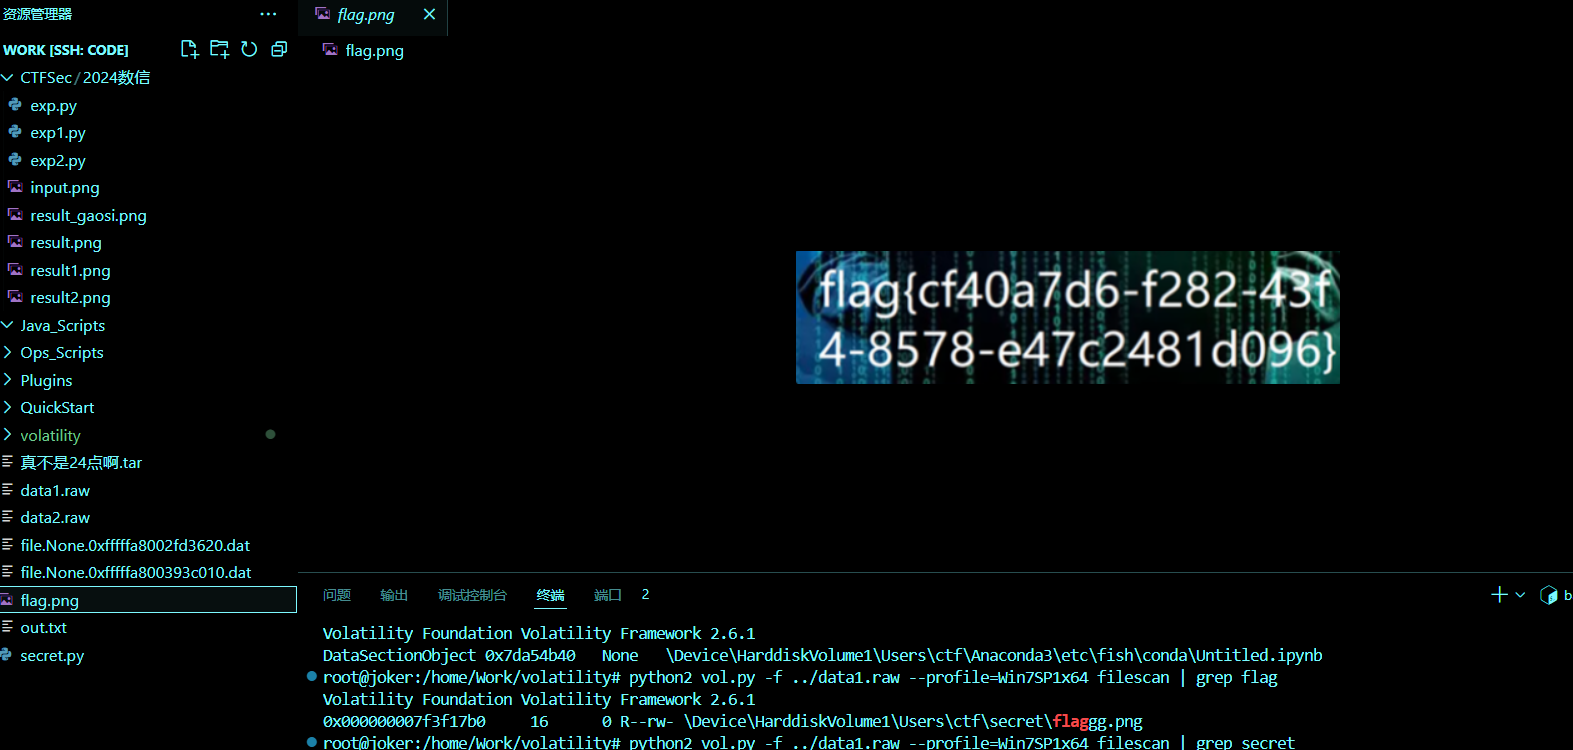 资源管理器
···
flag.png
WORK [SSH: CODE]
flag.png
CTFSec/2024数信
exp.py
exp1.py
exp2.py
input.png
result_gaosi.png
result.png
result1.png
result2.png
Java_Scripts
Ops_Scripts
Plugins
QuickStart
volatility
真不是24点啊.tar
data1.raw
data2.raw
file.None.0xfffffa8002fd3620.dat
file.None.0xfffffa800393c010.dat
flag.png
out.txt
secret.py
flag{cf40a7d6-f282-43f
4-8578-e47c2481d096}
问题 输出 调试控制台 终端 端口 2
b
Volatility Foundation Volatility Framework 2.6.1
DataSectionObject 0x7da54b40 None \Device\HarddiskVolume1\Users\ctf\Anaconda3\etc\fish\conda\Untitled.ipynb
root@joker:/home/Work/volatility# python2 vol.py -f ../data1.raw --profile=Win7SP1x64 filescan | grep flag
Volatility Foundation Volatility Framework 2.6.1
0x000000007f3f17b0 16 0 R--rw- \Device\HarddiskVolume1\Users\ctf\secret\flaggg.png
root@joker:/home/Work/volatility# python2 vol.py -f ../data1.raw --profile=Win7SP1x64 filescan | grep secret